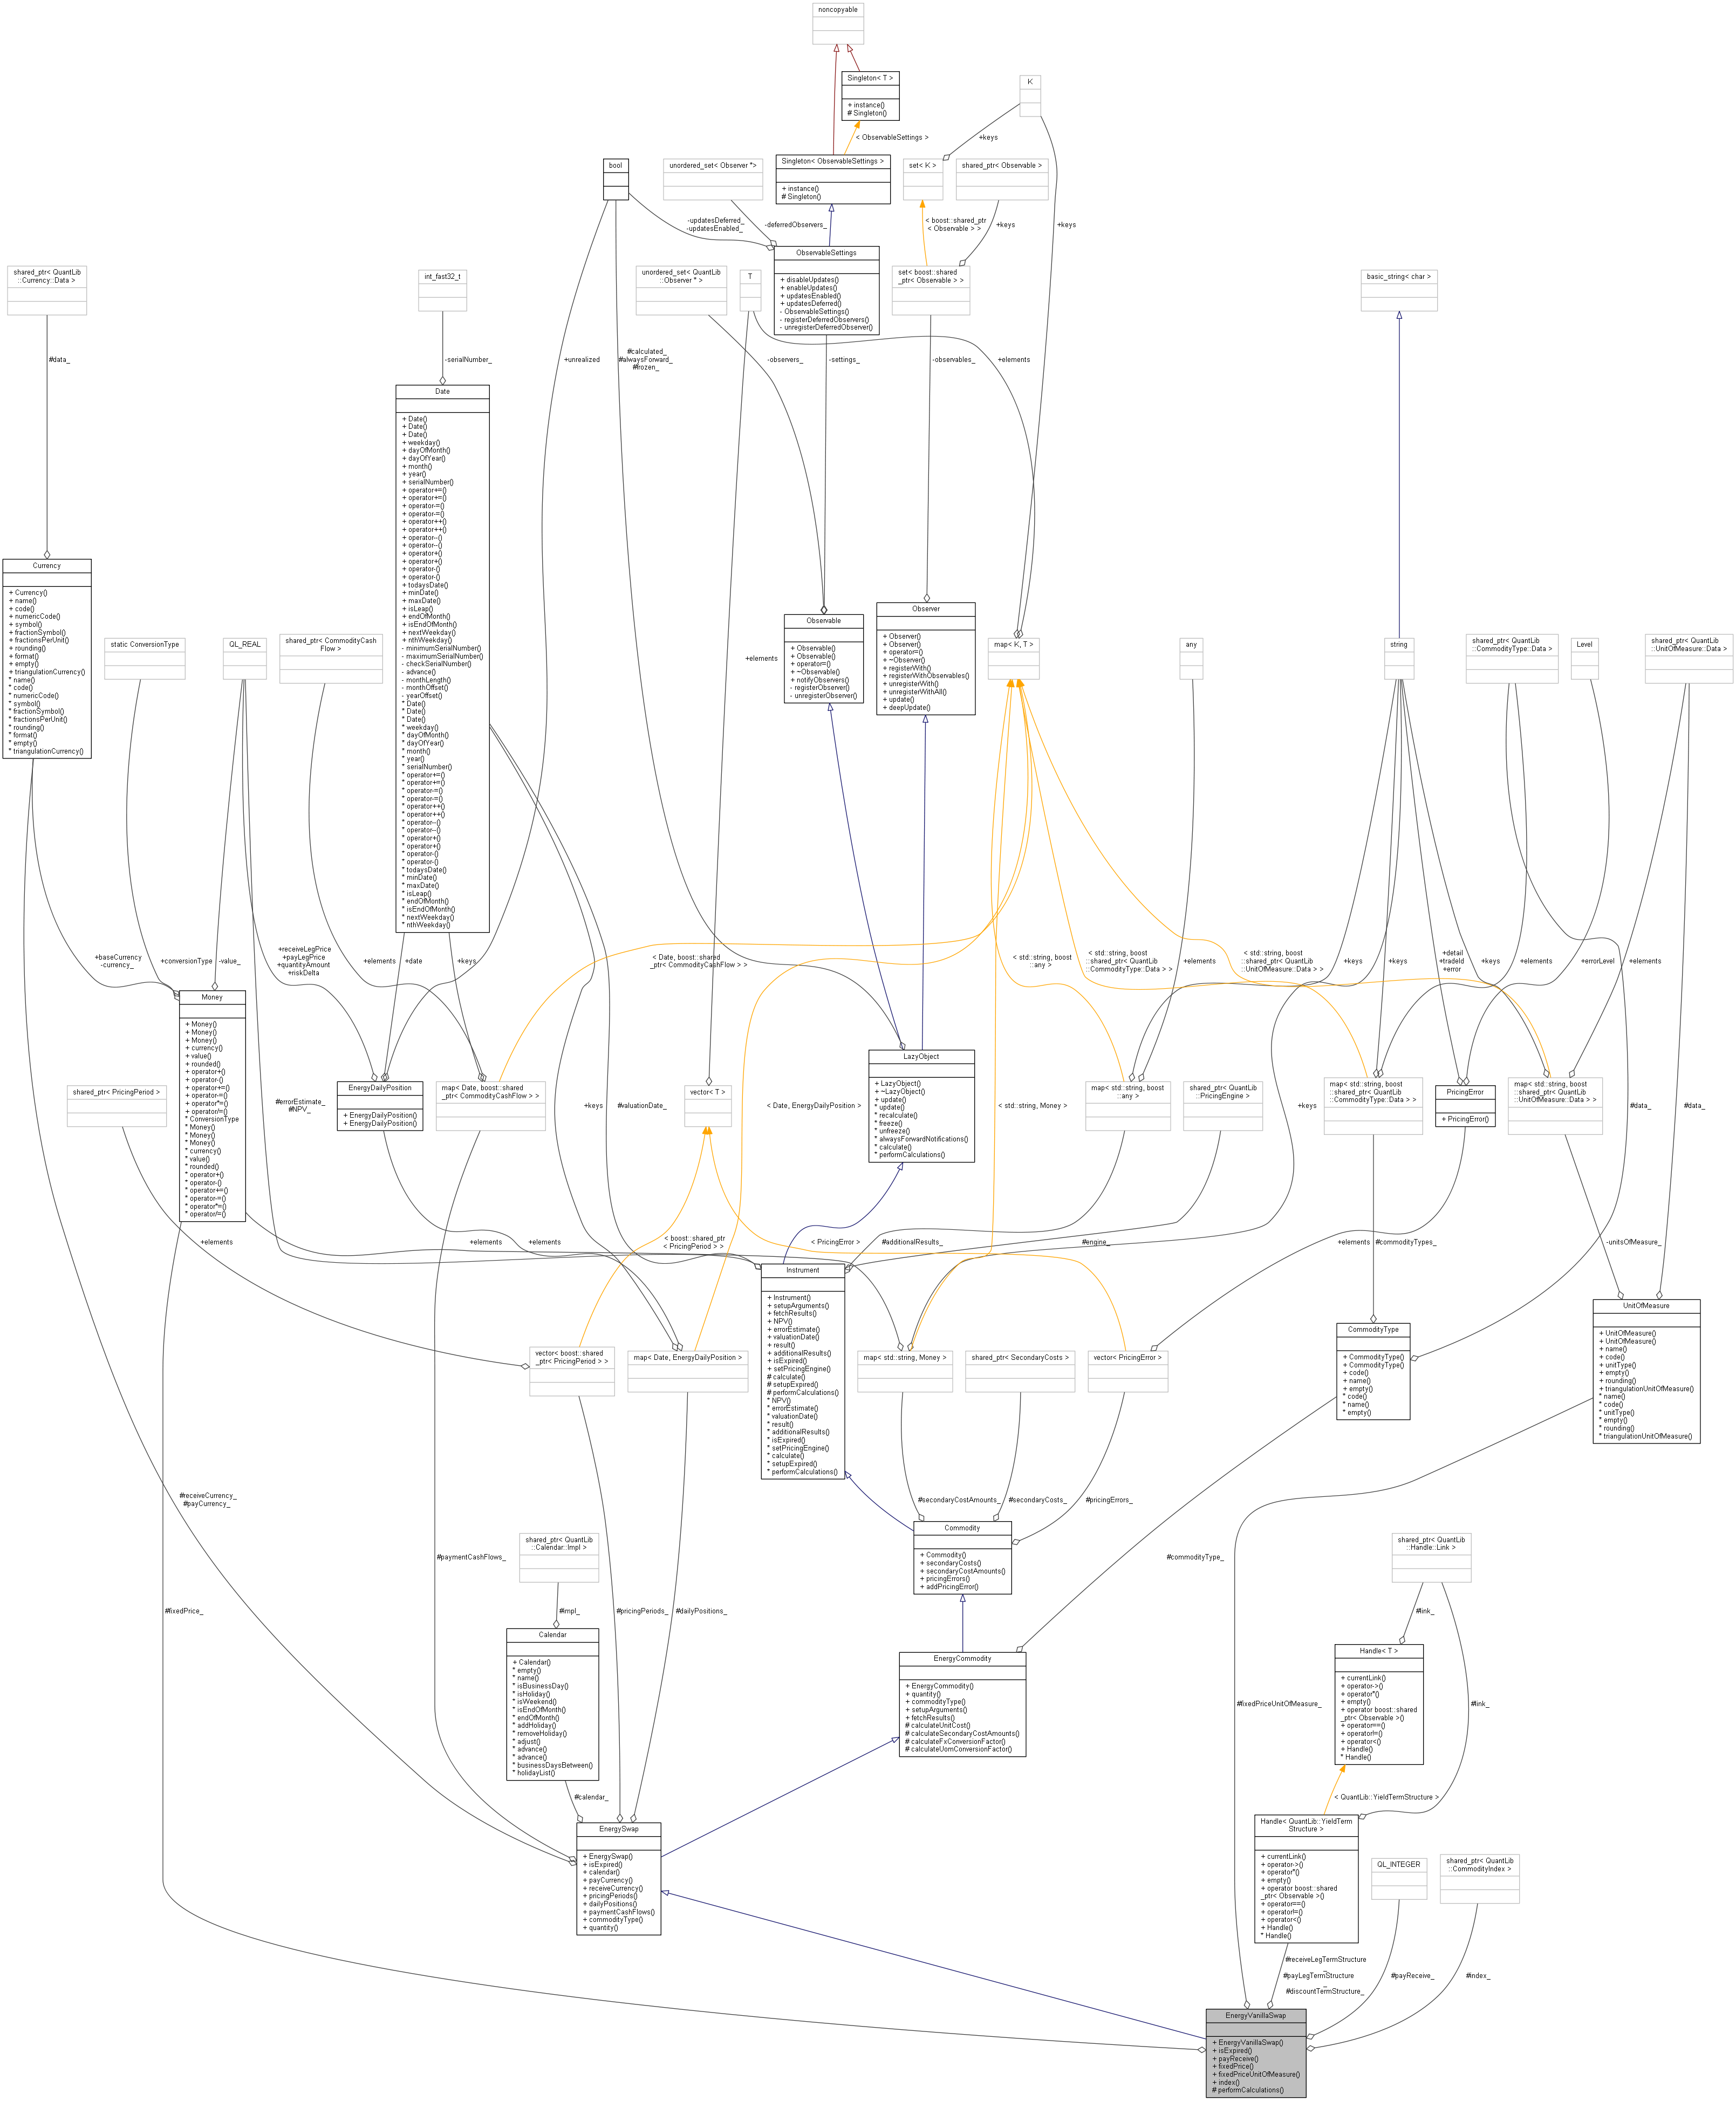 noncopyable
Singleton< T >
+ instance()
# Singleton()
K
< ObservableSettings >
+keys
bool
unordered_set< Observer *>
Singleton< ObservableSettings >
+ instance()
# Singleton()
set< K >
shared_ptr< Observable >
-updatesDeferred_
-updatesEnabled_
-deferredObservers_
< boost::shared_ptr
< Observable > >
+keys
+keys
shared_ptr< QuantLib
::Currency::Data >
int_fast32_t
unordered_set< QuantLib
::Observer * >
T
ObservableSettings
+ disableUpdates()
+ enableUpdates()
+ updatesEnabled()
+ updatesDeferred()
- ObservableSettings()
- registerDeferredObservers()
- unregisterDeferredObserver()
set< boost::shared
_ptr< Observable > >
basic_string< char >
#data_
-serialNumber_
+unrealized
#calculated_
#alwaysForward_
#frozen_
-observers_
-settings_
-observables_
+elements
Date
+ Date()
+ Date()
+ Date()
+ weekday()
+ dayOfMonth()
+ dayOfYear()
+ month()
+ year()
+ serialNumber()
+ operator+=()
+ operator+=()
+ operator-=()
+ operator-=()
+ operator++()
+ operator++()
+ operator--()
+ operator--()
+ operator+()
+ operator+()
+ operator-()
+ operator-()
+ todaysDate()
+ minDate()
+ maxDate()
+ isLeap()
+ endOfMonth()
+ isEndOfMonth()
+ nextWeekday()
+ nthWeekday()
- minimumSerialNumber()
- maximumSerialNumber()
- checkSerialNumber()
- advance()
- monthLength()
- monthOffset()
- yearOffset()
* Date()
* Date()
* Date()
* weekday()
* dayOfMonth()
* dayOfYear()
* month()
* year()
* serialNumber()
* operator+=()
* operator+=()
* operator-=()
* operator-=()
* operator++()
* operator++()
* operator--()
* operator--()
* operator+()
* operator+()
* operator-()
* operator-()
* todaysDate()
* minDate()
* maxDate()
* isLeap()
* endOfMonth()
* isEndOfMonth()
* nextWeekday()
* nthWeekday()
Currency
+ Currency()
+ name()
+ code()
+ numericCode()
+ symbol()
+ fractionSymbol()
+ fractionsPerUnit()
+ rounding()
+ format()
+ empty()
+ triangulationCurrency()
* name()
* code()
* numericCode()
* symbol()
* fractionSymbol()
* fractionsPerUnit()
* rounding()
* format()
* empty()
* triangulationCurrency()
static ConversionType
QL_REAL
shared_ptr< CommodityCash
Flow >
+elements
Observable
+ Observable()
+ Observable()
+ operator=()
+ ~Observable()
+ notifyObservers()
- registerObserver()
- unregisterObserver()
Observer
+ Observer()
+ Observer()
+ operator=()
+ ~Observer()
+ registerWith()
+ registerWithObservables()
+ unregisterWith()
+ unregisterWithAll()
+ update()
+ deepUpdate()
map< K, T >
any
string
shared_ptr< QuantLib
::CommodityType::Data >
Level
shared_ptr< QuantLib
::UnitOfMeasure::Data >
+baseCurrency
-currency_
+conversionType
-value_
+receiveLegPrice
+payLegPrice
+quantityAmount
+riskDelta
+elements
+date
+keys
< Date, boost::shared
_ptr< CommodityCashFlow > >
< std::string, boost
::any >
< std::string, boost
::shared_ptr< QuantLib
::CommodityType::Data > >
+elements
< std::string, boost
::shared_ptr< QuantLib
::UnitOfMeasure::Data > >
+keys
+keys
+detail
+tradeId
+error
+keys
+elements
+errorLevel
+elements
Money
+ Money()
+ Money()
+ Money()
+ currency()
+ value()
+ rounded()
+ operator+()
+ operator-()
+ operator+=()
+ operator-=()
+ operator*=()
+ operator/=()
* ConversionType
* Money()
* Money()
* Money()
* currency()
* value()
* rounded()
* operator+()
* operator-()
* operator+=()
* operator-=()
* operator*=()
* operator/=()
shared_ptr< PricingPeriod >
#errorEstimate_
#NPV_
EnergyDailyPosition
+ EnergyDailyPosition()
+ EnergyDailyPosition()
map< Date, boost::shared
_ptr< CommodityCashFlow > >
+keys
#valuationDate_
vector< T >
< Date, EnergyDailyPosition >
LazyObject
+ LazyObject()
+ ~LazyObject()
+ update()
* update()
* recalculate()
* freeze()
* unfreeze()
* alwaysForwardNotifications()
* calculate()
* performCalculations()
< std::string, Money >
map< std::string, boost
::any >
shared_ptr< QuantLib
::PricingEngine >
+keys
map< std::string, boost
::shared_ptr< QuantLib
::CommodityType::Data > >
PricingError
+ PricingError()
map< std::string, boost
::shared_ptr< QuantLib
::UnitOfMeasure::Data > >
#data_
#data_
+elements
+elements
+elements
< boost::shared_ptr
< PricingPeriod > >
< PricingError >
#additionalResults_
#engine_
+elements
#commodityTypes_
-unitsOfMeasure_
Instrument
+ Instrument()
+ setupArguments()
+ fetchResults()
+ NPV()
+ errorEstimate()
+ valuationDate()
+ result()
+ additionalResults()
+ isExpired()
+ setPricingEngine()
# calculate()
# setupExpired()
# performCalculations()
* NPV()
* errorEstimate()
* valuationDate()
* result()
* additionalResults()
* isExpired()
* setPricingEngine()
* calculate()
* setupExpired()
* performCalculations()
vector< boost::shared
_ptr< PricingPeriod > >
map< Date, EnergyDailyPosition >
map< std::string, Money >
shared_ptr< SecondaryCosts >
vector< PricingError >
CommodityType
+ CommodityType()
+ CommodityType()
+ code()
+ name()
+ empty()
* code()
* name()
* empty()
UnitOfMeasure
+ UnitOfMeasure()
+ UnitOfMeasure()
+ name()
+ code()
+ unitType()
+ empty()
+ rounding()
+ triangulationUnitOfMeasure()
* name()
* code()
* unitType()
* empty()
* rounding()
* triangulationUnitOfMeasure()
#receiveCurrency_
#payCurrency_
#secondaryCostAmounts_
#secondaryCosts_
#pricingErrors_
#paymentCashFlows_
shared_ptr< QuantLib
::Calendar::Impl >
Commodity
+ Commodity()
+ secondaryCosts()
+ secondaryCostAmounts()
+ pricingErrors()
+ addPricingError()
#commodityType_
shared_ptr< QuantLib
::Handle::Link >
#fixedPrice_
#impl_
#pricingPeriods_
#dailyPositions_
#link_
Calendar
+ Calendar()
* empty()
* name()
* isBusinessDay()
* isHoliday()
* isWeekend()
* isEndOfMonth()
* endOfMonth()
* addHoliday()
* removeHoliday()
* adjust()
* advance()
* advance()
* businessDaysBetween()
* holidayList()
EnergyCommodity
+ EnergyCommodity()
+ quantity()
+ commodityType()
+ setupArguments()
+ fetchResults()
# calculateUnitCost()
# calculateSecondaryCostAmounts()
# calculateFxConversionFactor()
# calculateUomConversionFactor()
#fixedPriceUnitOfMeasure_
Handle< T >
+ currentLink()
+ operator->()
+ operator*()
+ empty()
+ operator boost::shared
_ptr< Observable >()
+ operator==()
+ operator!=()
+ operator<()
+ Handle()
* Handle()
#link_
#calendar_
< QuantLib::YieldTermStructure >
EnergySwap
+ EnergySwap()
+ isExpired()
+ calendar()
+ payCurrency()
+ receiveCurrency()
+ pricingPeriods()
+ dailyPositions()
+ paymentCashFlows()
+ commodityType()
+ quantity()
Handle< QuantLib::YieldTerm
Structure >
+ currentLink()
+ operator->()
+ operator*()
+ empty()
+ operator boost::shared
_ptr< Observable >()
+ operator==()
+ operator!=()
+ operator<()
+ Handle()
* Handle()
QL_INTEGER
shared_ptr< QuantLib
::CommodityIndex >
#receiveLegTermStructure
_
#payLegTermStructure
_
#discountTermStructure_
#payReceive_
#index_
EnergyVanillaSwap
+ EnergyVanillaSwap()
+ isExpired()
+ payReceive()
+ fixedPrice()
+ fixedPriceUnitOfMeasure()
+ index()
# performCalculations()